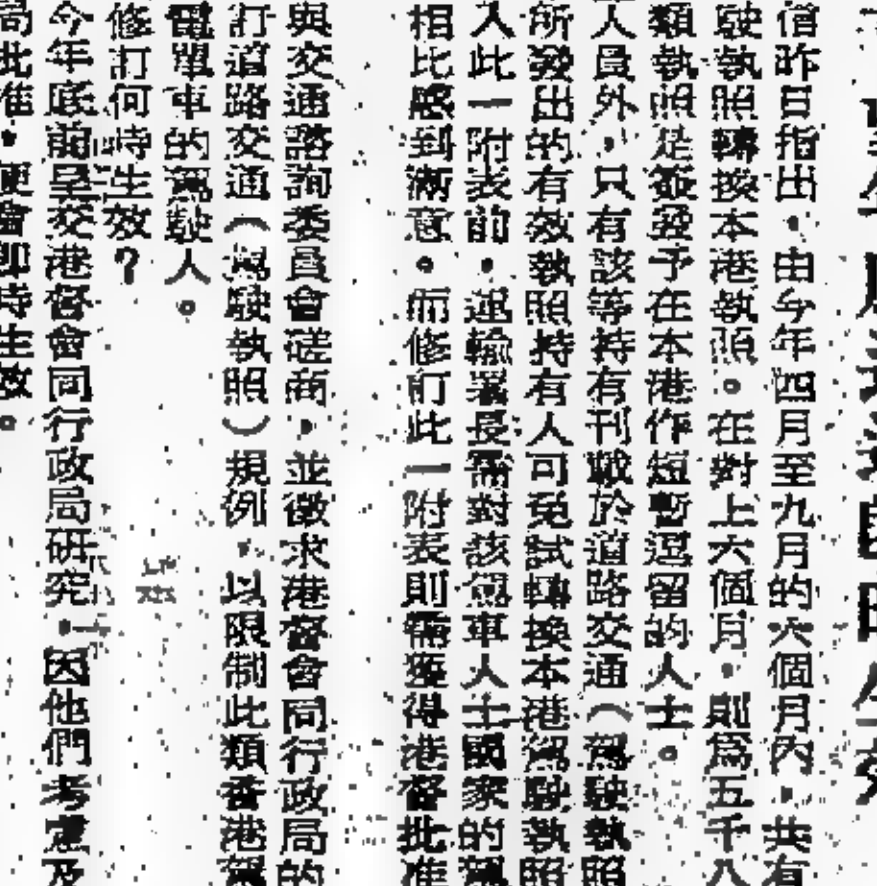 信昨日指出，由今年四月至九月的六個月內，共有
駛執照轉換本港執照。在對上六個月，則爲五千八
類執照是簽發予在本港作短暫逗留的人士。
人員外，只有該等持有刊載於道路交通（駕駛執照
所發出的有效執照持有人可免試轉換本港駕駛執照
入此一附表前，運輸署長需對該駕車人士國家的駕
相比感到滿意。而修訂此一附表則需獲得港督批准
與交通諮詢委員會磋商，並徵求港督會同行政局的
訂道路交通（駕駛執照）規例，以限制此類香港駕
電單車的駕駛人。
修訂何時生效？
今年底前呈交港督會同行政局研究，因他們考慮及
局批准，便會即時生效。